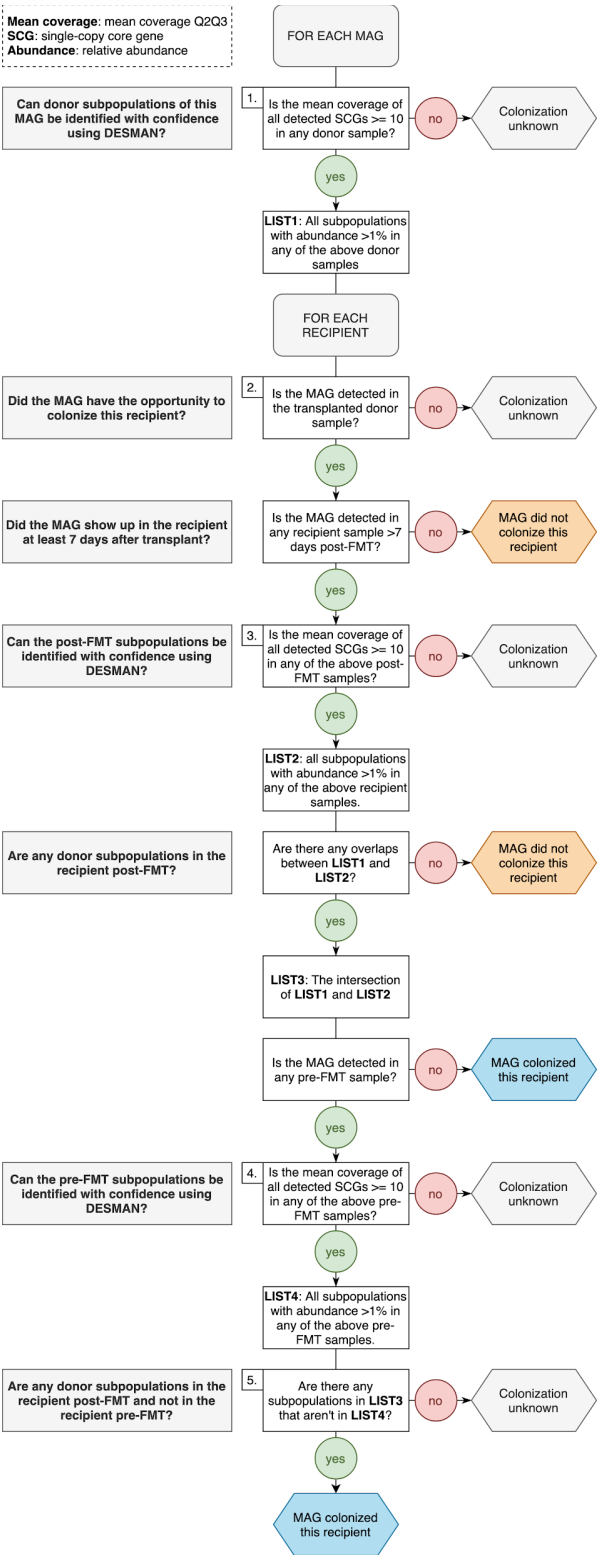 Mean coverage: mean coverage Q2Q3
SCG: single-copy core gene
Abundance: relative abundance
FOR EACH MAG
Can donor subpopulations of this
MAG be identified with confidence
using DESMAN?
1.
Is the mean coverage of
all detected SCGs >= 10
in any donor sample?
no
Colonization
unknown
yes
LIST1: All subpopulations
with abundance >1% in
any of the above donor
samples
FOR EACH
RECIPIENT
Did the MAG have the opportunity to
colonize this recipient?
2.
Is the MAG detected in
the transplanted donor
sample?
no
Colonization
unknown
yes
Did the MAG show up in the recipient
at least 7 days after transplant?
Is the MAG detected in
any recipient sample >7
days post-FMT?
no
MAG did not
colonize this
recipient
yes
Can the post-FMT subpopulations be
identified with confidence using
DESMAN?
3.
Is the mean coverage of
all detected SCGs >= 10
in any of the above post-
FMT samples?
no
Colonization
unknown
yes
LIST2: all subpopulations
with abundance >1% in
any of the above recipient
samples.
Are any donor subpopulations in the
recipient post-FMT?
Are there any overlaps
between LIST1 and
LIST2?
no
MAG did not
colonize this
recipient
yes
LIST3: The intersection
of LIST1 and LIST2
Is the MAG detected in
any pre-FMT sample?
no
MAG colonized
this recipient
yes
Can the pre-FMT subpopulations be
identified with confidence using
DESMAN?
4.
Is the mean coverage of
all detected SCGs >= 10
in any of the above pre-
FMT samples?
no
Colonization
unknown
yes
LIST4: All subpopulations
with abundance >1% in
any of the above pre-
FMT samples.
Are any donor subpopulations in the
recipient post-FMT and not in the
recipient pre-FMT?
5.
Are there any
subpopulations in LIST3
that aren't in LIST4?
no
Colonization
unknown
yes
MAG colonized
this recipient